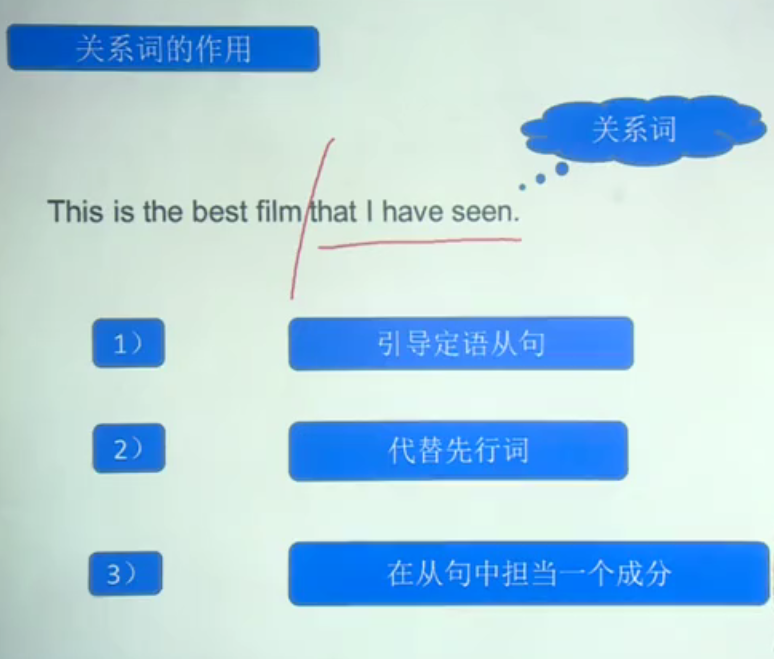 关系词的作用
关系词
This is the best film that I have seen.
1）
引导定语从句
2）
代替先行词
3）
在从句中担当一个成分